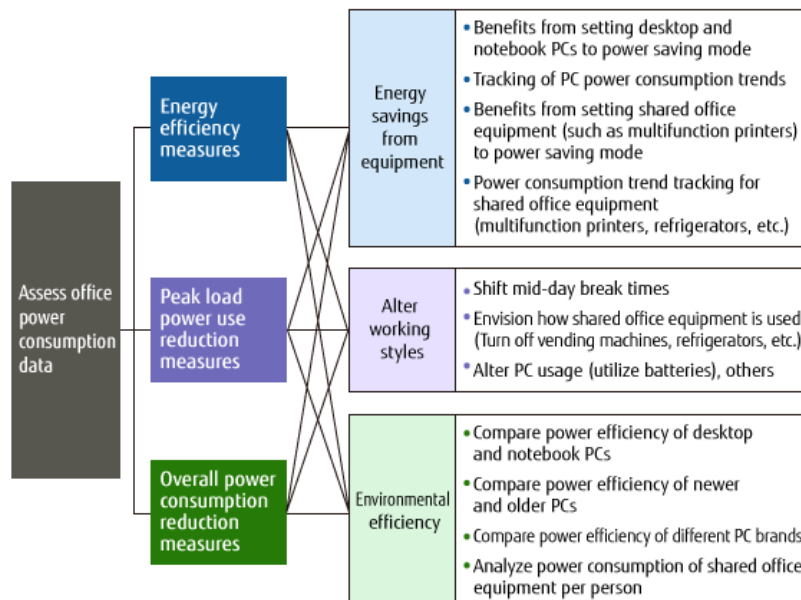 Assess office
power
consumption
data
Energy
efficiency
measures
Peak load
power use
reduction
measures
Overall power
consumption
reduction
measures
Energy
savings
from
equipment
• Benefits from setting desktop and
notebook PCs to power saving mode
• Tracking of PC power consumption trends
• Benefits from setting shared office
equipment (such as multifunction printers)
to power saving mode
• Power consumption trend tracking for
shared office equipment
(multifunction printers, refrigerators, etc.)
Alter
working
styles
• Shift mid-day break times
• Envision how shared office equipment is used
(Turn off vending machines, refrigerators, etc.)
• Alter PC usage (utilize batteries), others
Environmental
efficiency
• Compare power efficiency of desktop
and notebook PCs
• Compare power efficiency of newer
and older PCs
• Compare power efficiency of different PC brands
• Analyze power consumption of shared office
equipment per person